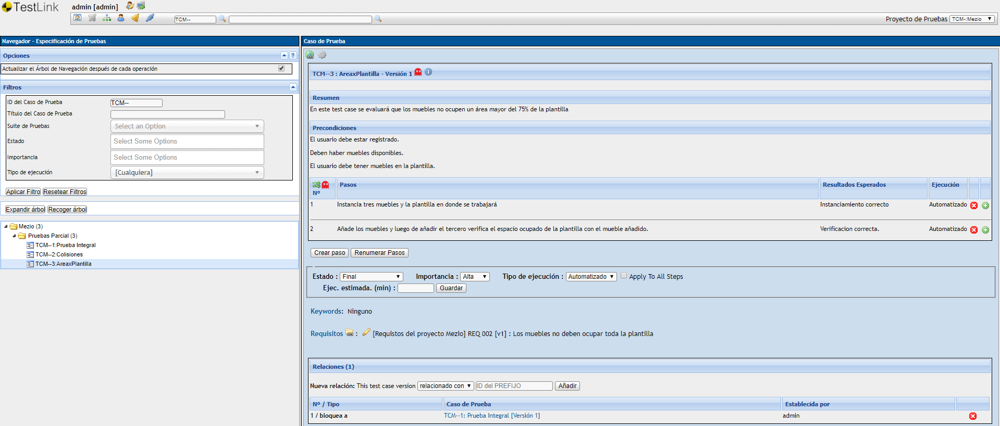 TestLink
admin [admin]
TCM--
Proyecto de Pruebas TCM-:Mezio
Navegador - Especificación de Pruebas
Opciones
?
Actualizar el Árbol de Navegación después de cada operación
Filtros
ID del Caso de Prueba TCM--
Título del Caso de Prueba
Suite de Pruebas Select an Option
Estado Select Some Options
Importancia Select Some Options
Tipo de ejecución [Cualquiera]
Aplicar Filtro Resetear Filtros
Expandir árbol Recoger árbol
Mezio (3)
Pruebas Parcial (3)
TCM--1:Prueba Integral
TCM--2:Colisiones
TCM--3:AreaxPlantilla
Caso de Prueba
TCM--3 : AreaxPlantilla - Versión 1
Resumen
En este test case se evaluará que los muebles no ocupen un área mayor del 75% de la plantilla
Precondiciones
El usuario debe estar registrado.
Deben haber muebles disponibles.
El usuario debe tener muebles en la plantilla.
Nº Pasos Resultados Esperados Ejecución
1 Instancia tres muebles y la plantilla en donde se trabajará Instanciamiento correcto Automatizado
2 Añade los muebles y luego de añadir el tercero verifica el espacio ocupado de la plantilla con el mueble añadido. Verificacion correcta. Automatizado
Crear paso Renumerar Pasos
Estado : Final Importancia : Alta Tipo de ejecución : Automatizado Apply To All Steps
Ejec. estimada. (min) : Guardar
Keywords: Ninguno
Requisitos : [Requistos del proyecto Mezio] REQ 002 [v1] : Los muebles no deben ocupar toda la plantilla
Relaciones (1)
Nueva relación: This test case version relacionado con ID del PREFIJO Añadir
Nº / Tipo Caso de Prueba Establecida por
1 / bloquea a TCM--1: Prueba Integral [Versión 1] admin